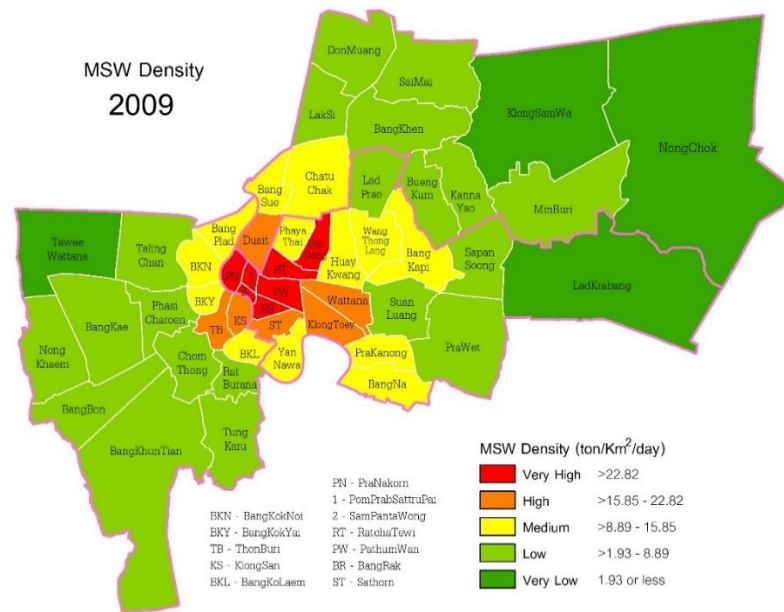 MSW Density
2009
DonMuang
SaiMai
LakSi
BangKhen
KlongSamWa
NongChok
Chatu
Chak
Bang
Sue
Lad
Prao
Bueng
Kum
Kanna
Yao
MinBuri
Bang
Plad
Dusit
Phaya
Thai
Din
Dang
Huay
Kwang
Wang
Thong
Lang
Bang
Kapi
Sapan
Soong
LadKrabang
Tawee
Wattana
Taling
Chan
BKN
PN
1
2
RT
PW
BR
Wattana
Suan
Luang
BKY
Phasi
Charoen
TB
KS
ST
KlongToey
PraWet
BangKae
Nong
Khaem
Chom
Thong
Rat
Burana
BKL
Yan
Nawa
PraKanong
BangNa
BangBon
BangKhunTian
Tung
Karu
PN - PraNakorn
1 - PomPrabSattruPai
BKN - BangKokNoi
2 - SamPantaWong
BKY - BangKokYai
RT - RatchaTewi
TB - ThonBuri
PW - PathumWan
KS - KlongSan
BR - BangRak
BKL - BangKoLaem
ST - Sathorn
MSW Density (ton/Km²/day)
Very High >22.82
High >15.85 - 22.82
Medium >8.89 - 15.85
Low >1.93 - 8.89
Very Low 1.93 or less